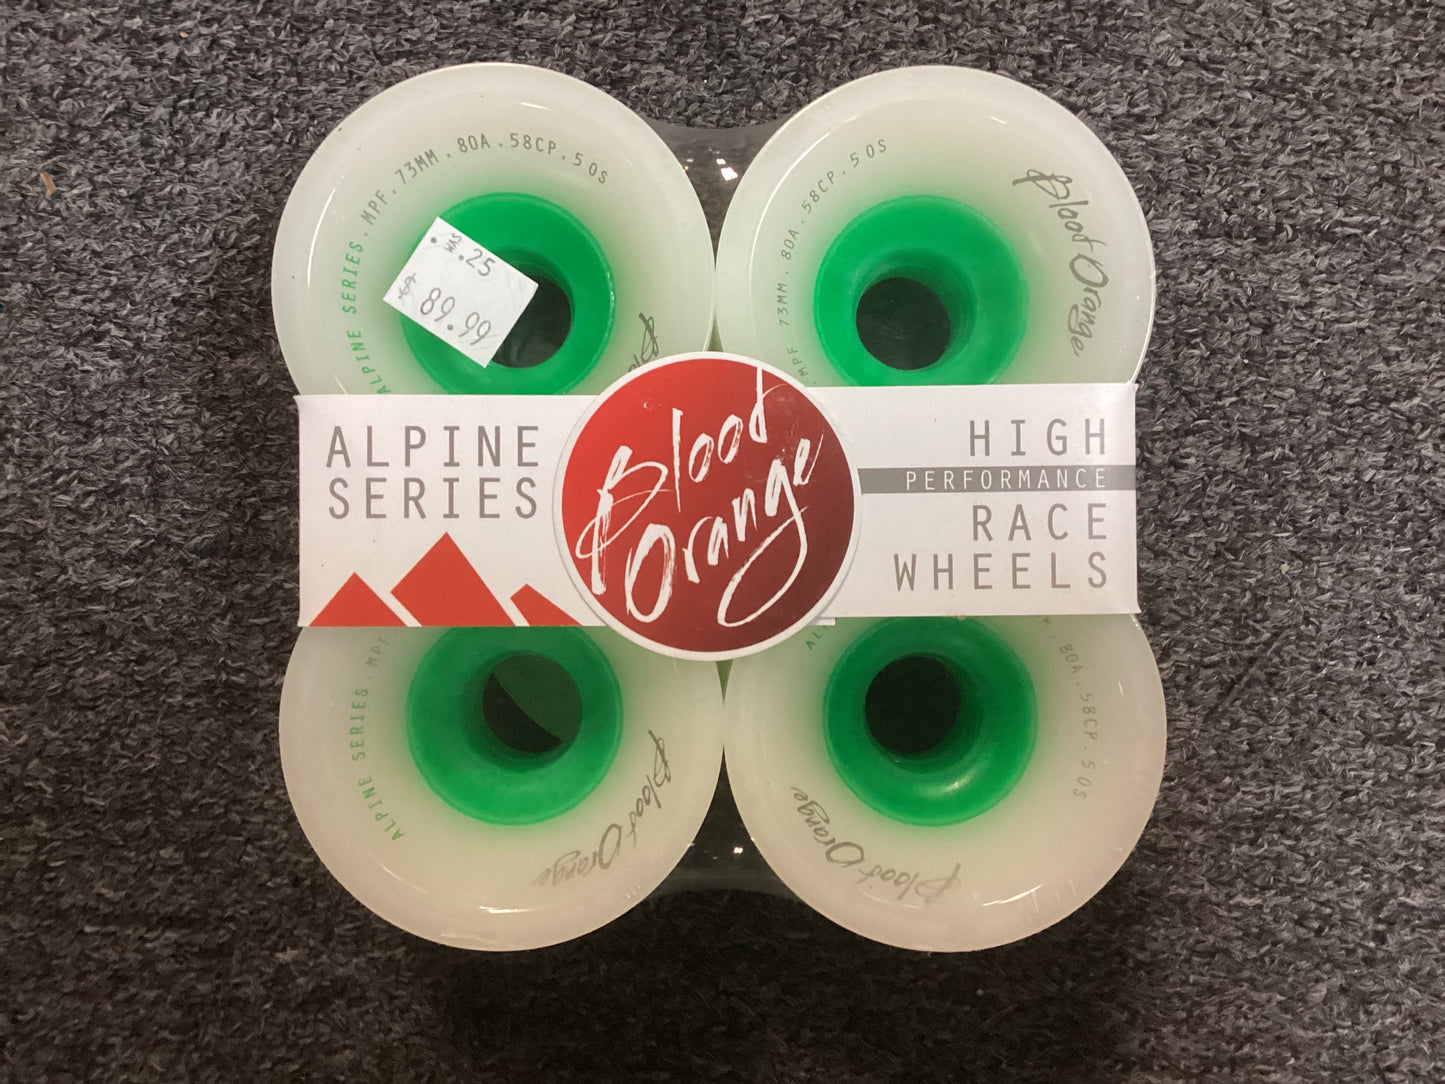 ALPINE SERIES . MPF . 73MM . 80A . 58CP . 50S
WAS
.25
$ 89.99
MPF . 73MM . 80A . 58CP . 50S
Blood Orange
ALPINE
SERIES
Blood
Orange
HIGH
PERFORMANCE
RACE
WHEELS
ALPINE SERIES . MPF
Blood Orange
80A . 58CP . 50S
Blood Orange